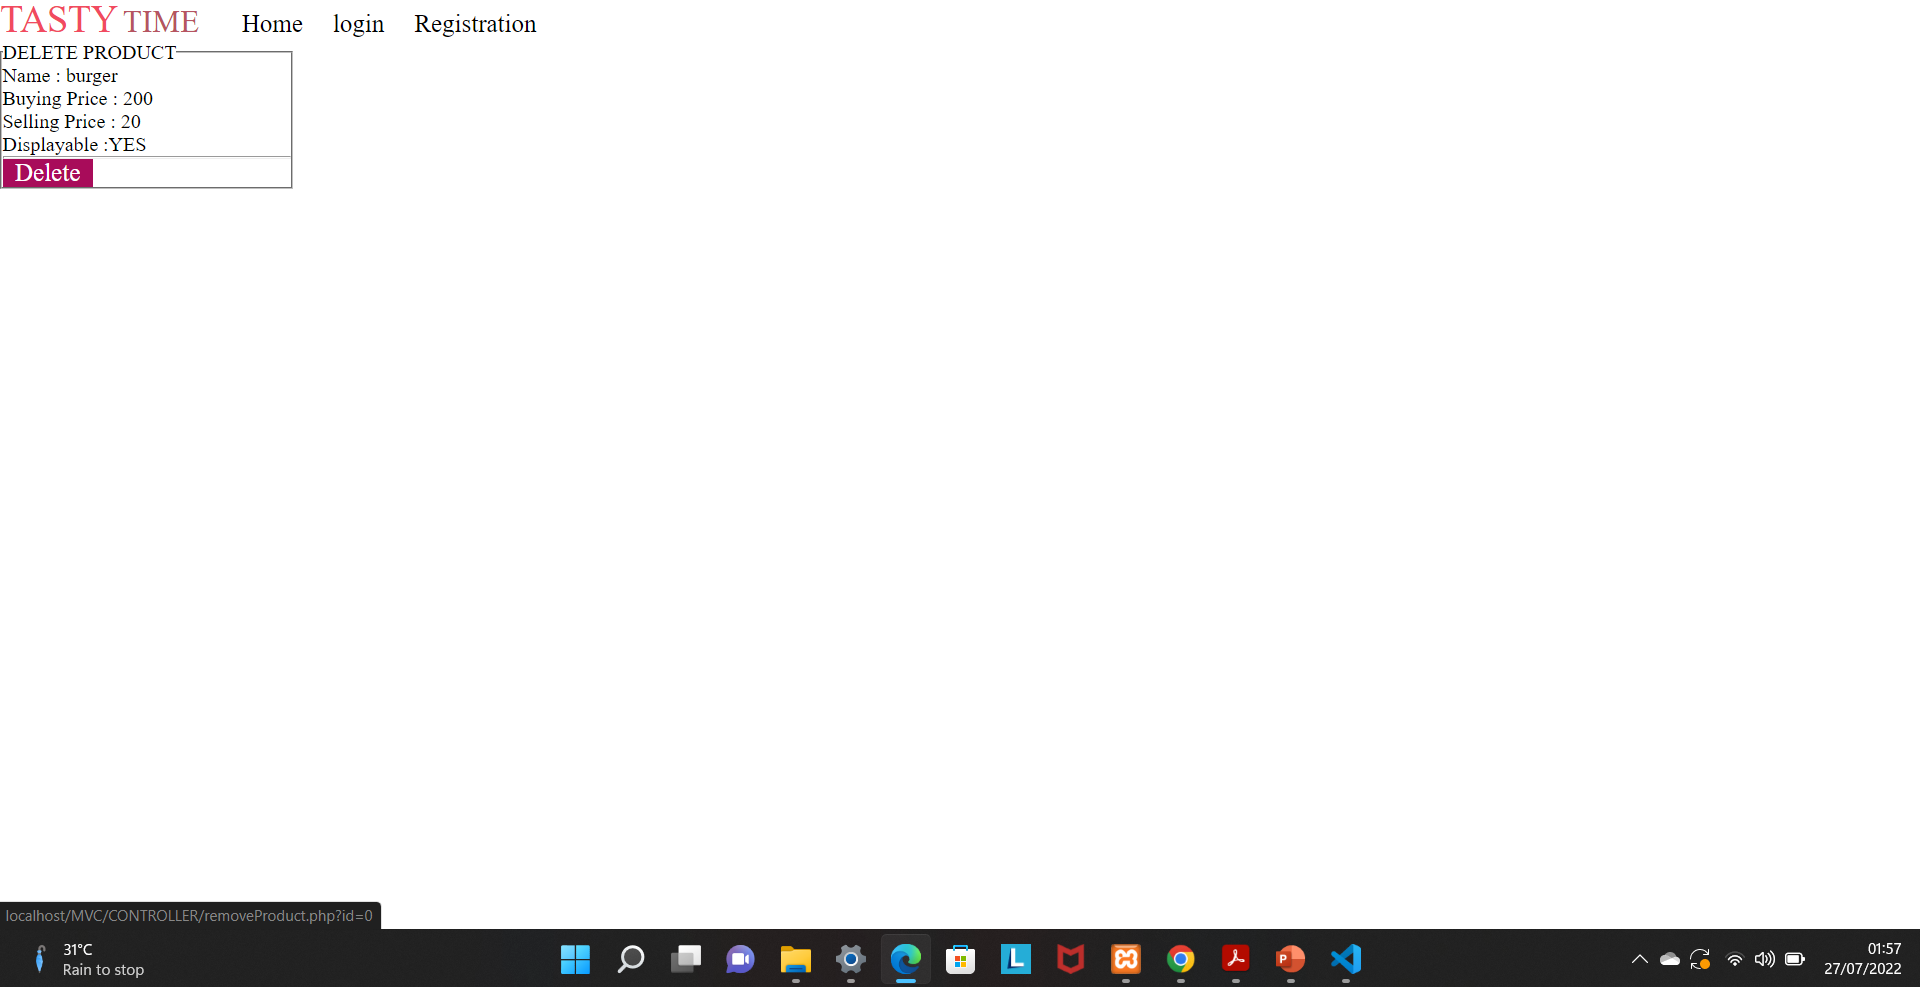 TASTY TIME Home login Registration
DELETE PRODUCT
Name : burger
Buying Price : 200
Selling Price : 20
Displayable :YES
Delete
localhost/MVC/CONTROLLER/removeProduct.php?id=0
31°C
Rain to stop
L
P
01:57
27/07/2022